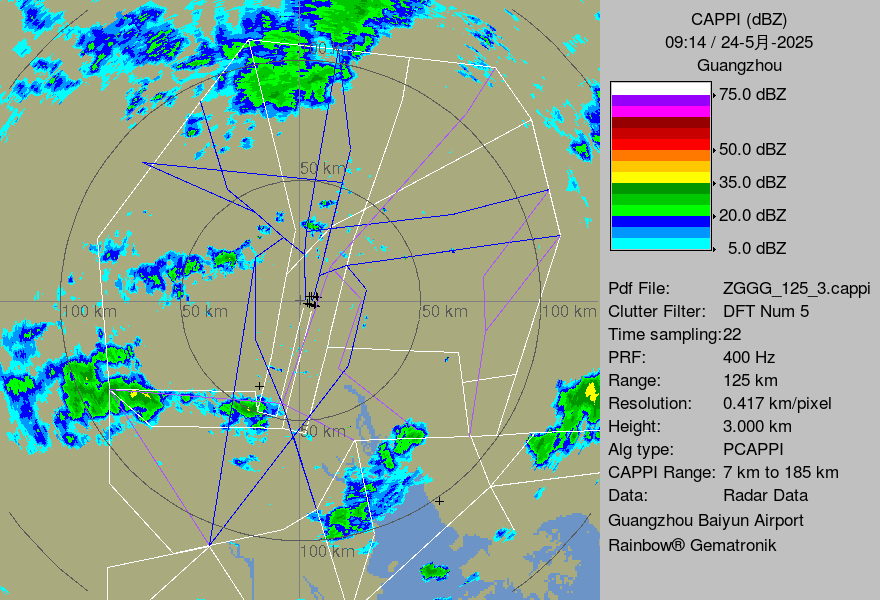 CAPPI (dBZ)
09:14 / 24-5月-2025
Guangzhou
75.0 dBZ
50.0 dBZ
35.0 dBZ
20.0 dBZ
5.0 dBZ
50 km
100 km
50 km
50 km
100 km
50 km
100 km
Pdf File: ZGGG_125_3.cappi
Clutter Filter: DFT Num 5
Time sampling:22
PRF: 400 Hz
Range: 125 km
Resolution: 0.417 km/pixel
Height: 3.000 km
Alg type: PCAPPI
CAPPI Range: 7 km to 185 km
Data: Radar Data
Guangzhou Baiyun Airport
Rainbow® Gematronik